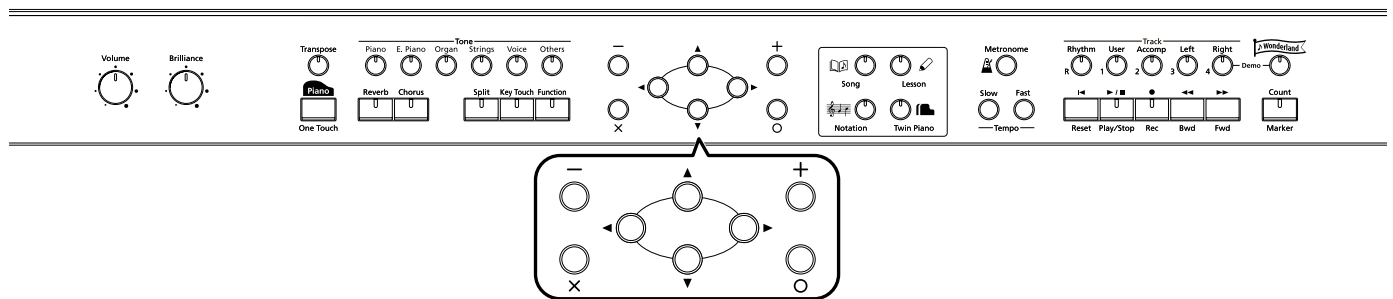 Volume Brilliance
Transpose
Piano
One Touch
Tone
Piano E. Piano Organ Strings Voice Others
Reverb Chorus Split Key Touch Function
− ▲ +
◀ ▶
× ▼ ○
Song Lesson
Notation Twin Piano
Metronome
Slow Fast
Tempo
Track
Rhythm User Accomp Left Right
R 1 2 3 4
Demo
♪ Wonderland
|◀ ▶ / ■ ● ◀◀ ▶▶
Reset Play/Stop Rec Bwd Fwd
Count
Marker
− ▲ +
◀ ▶
× ▼ ○